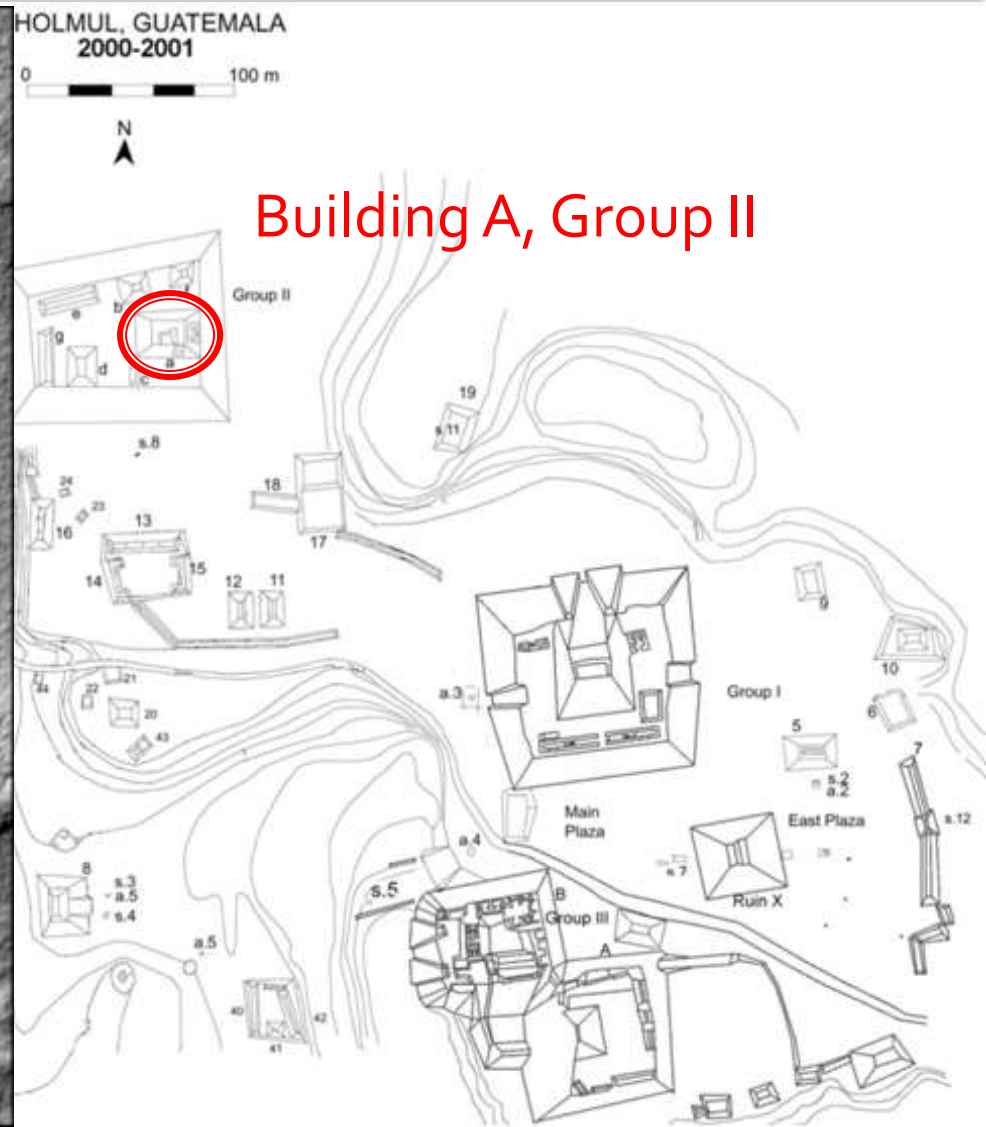 HOLMUL, GUATEMALA
2000-2001
0 100 m
N
Building A, Group II
Group II
f
b
e
g
a
d
c
19
s.11
s.8
24
18
23
16
13
17
14
15
12
11
9
10
44
22
21
a.3
Group I
6
20
5
43
7
s.2
a.2
Main
Plaza
East Plaza
s.12
a.4
8
s.7
s.3
s.5
B
Ruin X
a.5
s.4
Group III
a.5
A
40
42
41